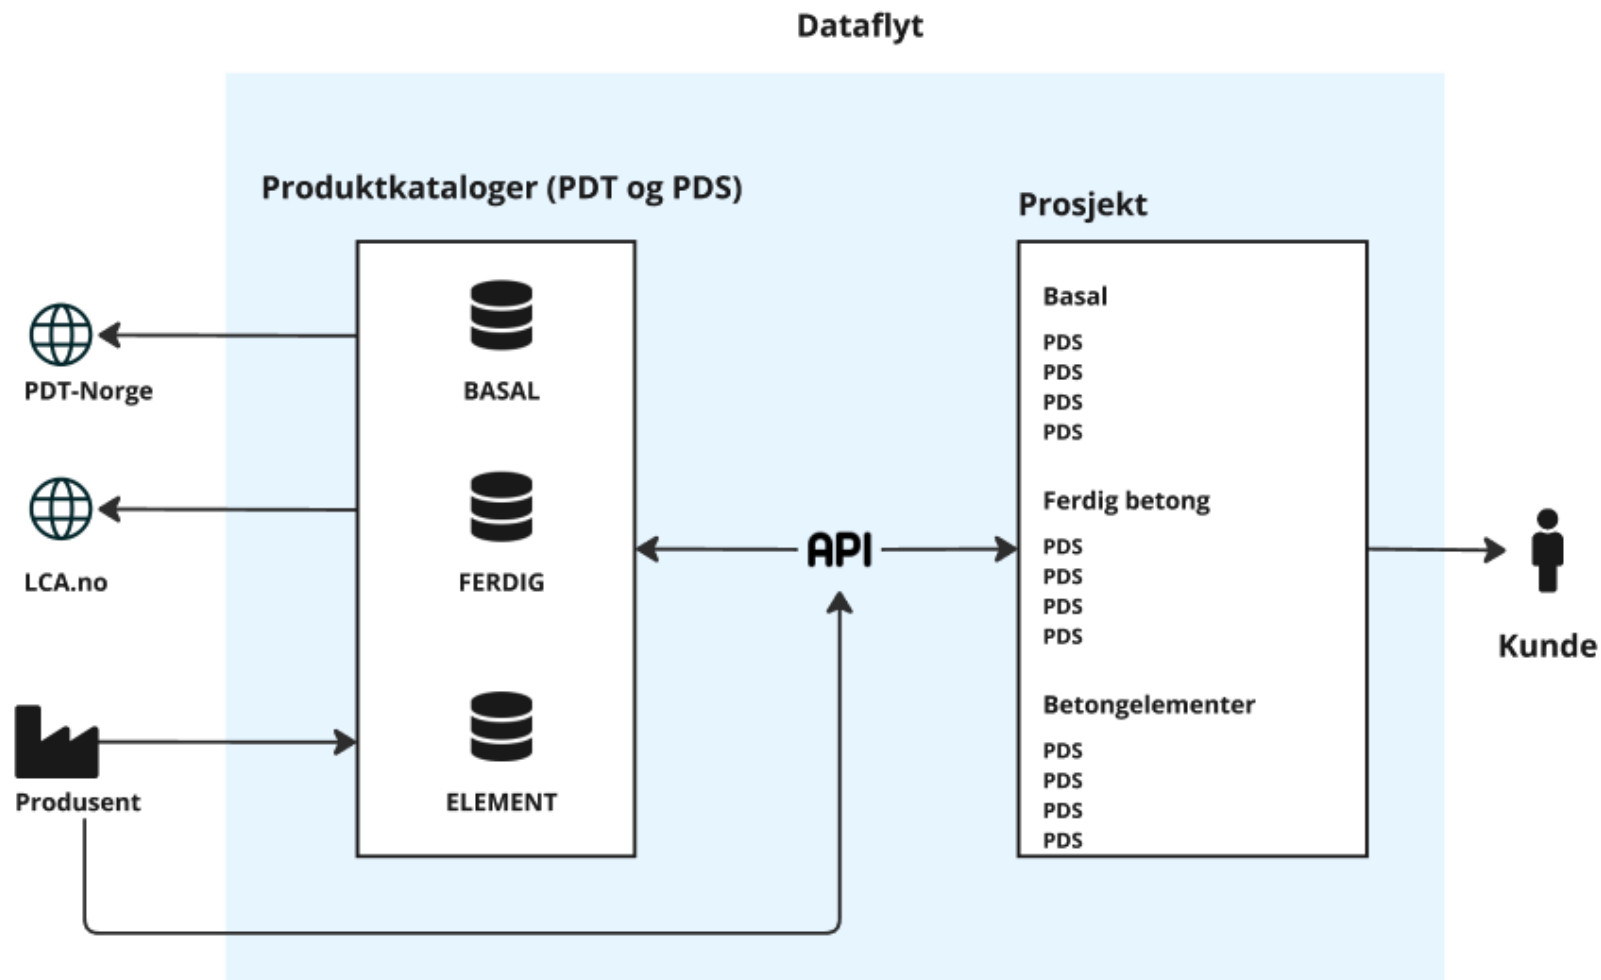 Dataflyt
Produktkataloger (PDT og PDS)
PDT-Norge
LCA.no
Produsent
BASAL
FERDIG
ELEMENT
API
Prosjekt
Basal
PDS
PDS
PDS
PDS
Ferdig betong
PDS
PDS
PDS
PDS
Betongelementer
PDS
PDS
PDS
PDS
Kunde